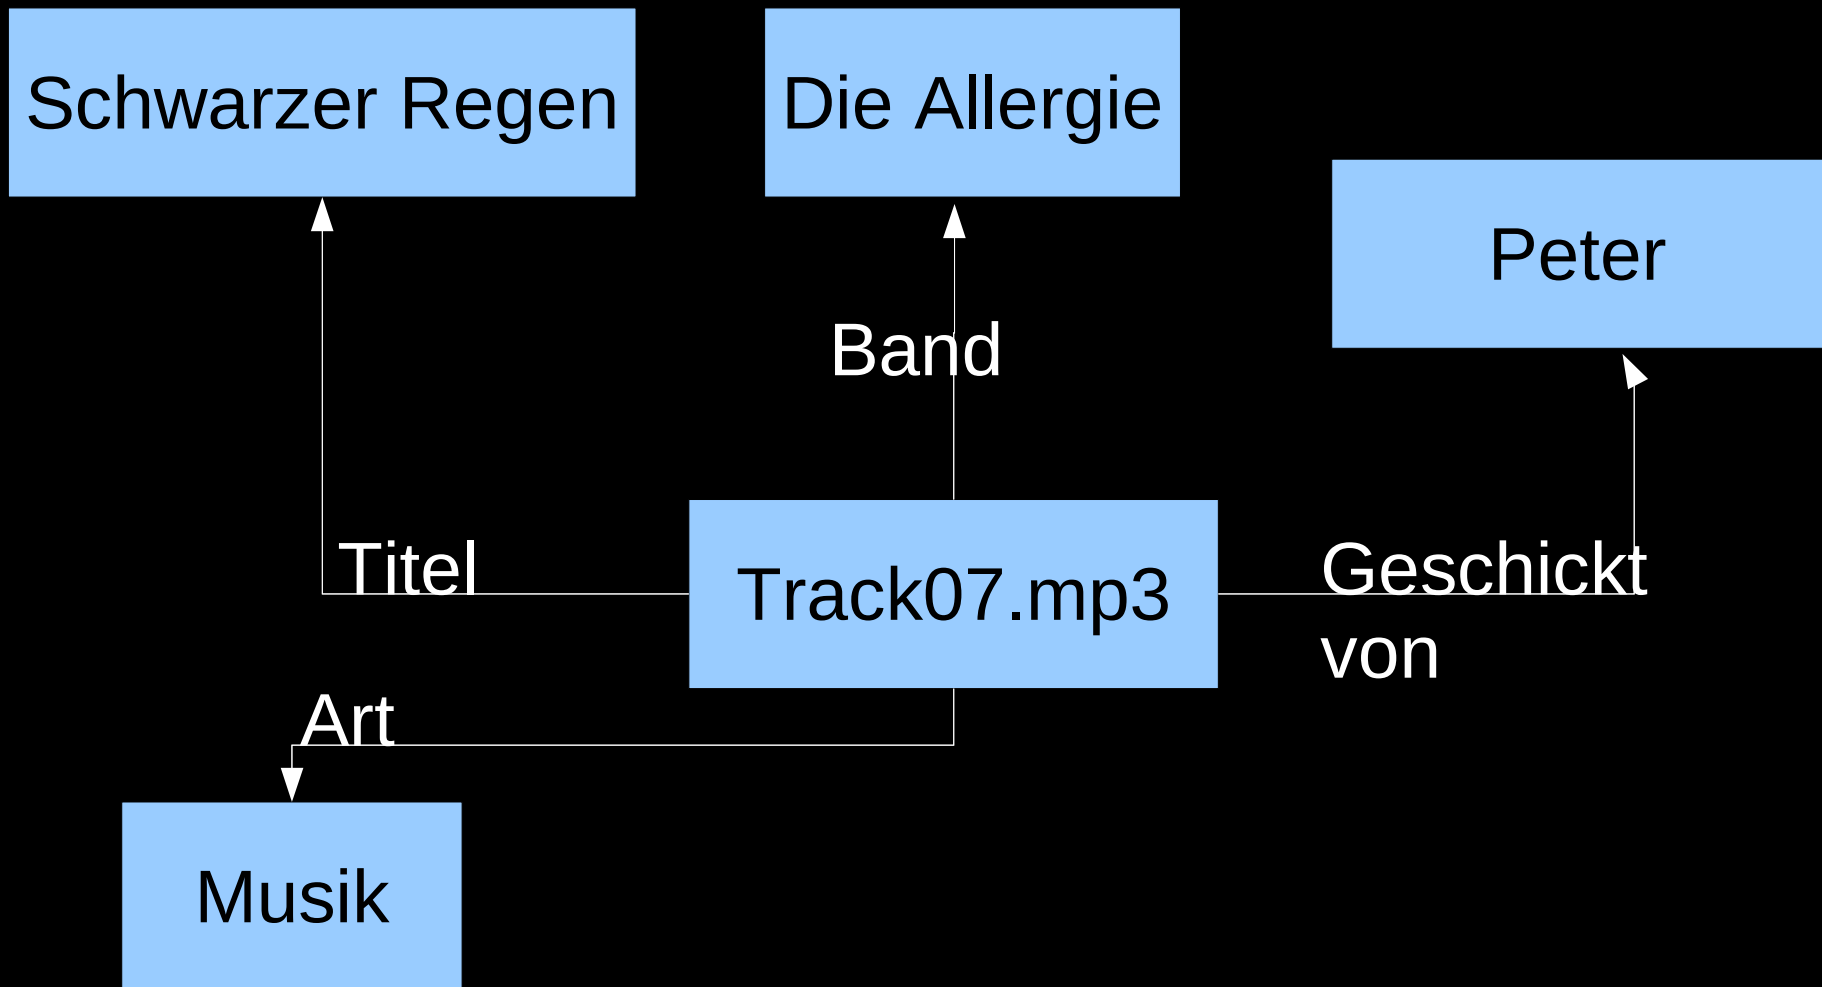 Schwarzer Regen
Die Allergie
Peter
Band
Titel
Track07.mp3
Geschickt
von
Art
Musik